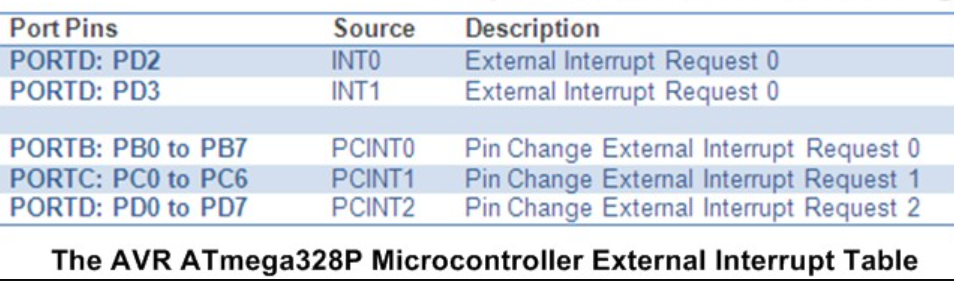 Port Pins Source Description
PORTD: PD2 INT0 External Interrupt Request 0
PORTD: PD3 INT1 External Interrupt Request 0
PORTB: PB0 to PB7 PCINT0 Pin Change External Interrupt Request 0
PORTC: PC0 to PC6 PCINT1 Pin Change External Interrupt Request 1
PORTD: PD0 to PD7 PCINT2 Pin Change External Interrupt Request 2
The AVR ATmega328P Microcontroller External Interrupt Table